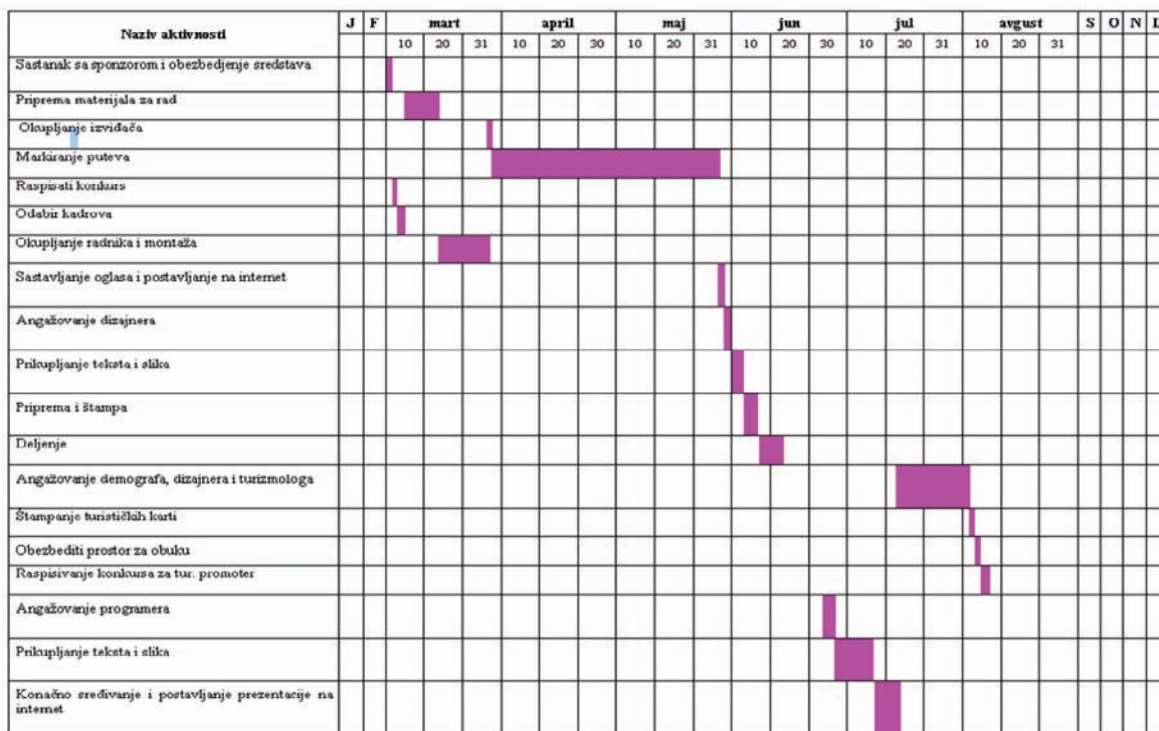 Naziv aktivnosti J F mart april maj jun jul avgust S O N D
10 20 31 10 20 30 10 20 31 10 20 30 10 20 31 10 20 31
Sastanak sa sponzorom i obezbedjenje sredstava
Priprema materijala za rad
Okupljanje izviđača
Markiranje puteva
Raspisati konkurs
Odabir kadrova
Okupljanje radnika i montaža
Sastavljanje oglasa i postavljanje na internet
Angažovanje dizajnera
Prikupljanje teksta i slika
Priprema i štampa
Deljenje
Angažovanje demografa, dizajnera i turizmologa
Štampanje turističkih karti
Obezbediti prostor za obuku
Raspisivanje konkursa za tur. promoter
Angažovanje programera
Prikupljanje teksta i slika
Konačno sređivanje i postavljanje prezentacije na
internet